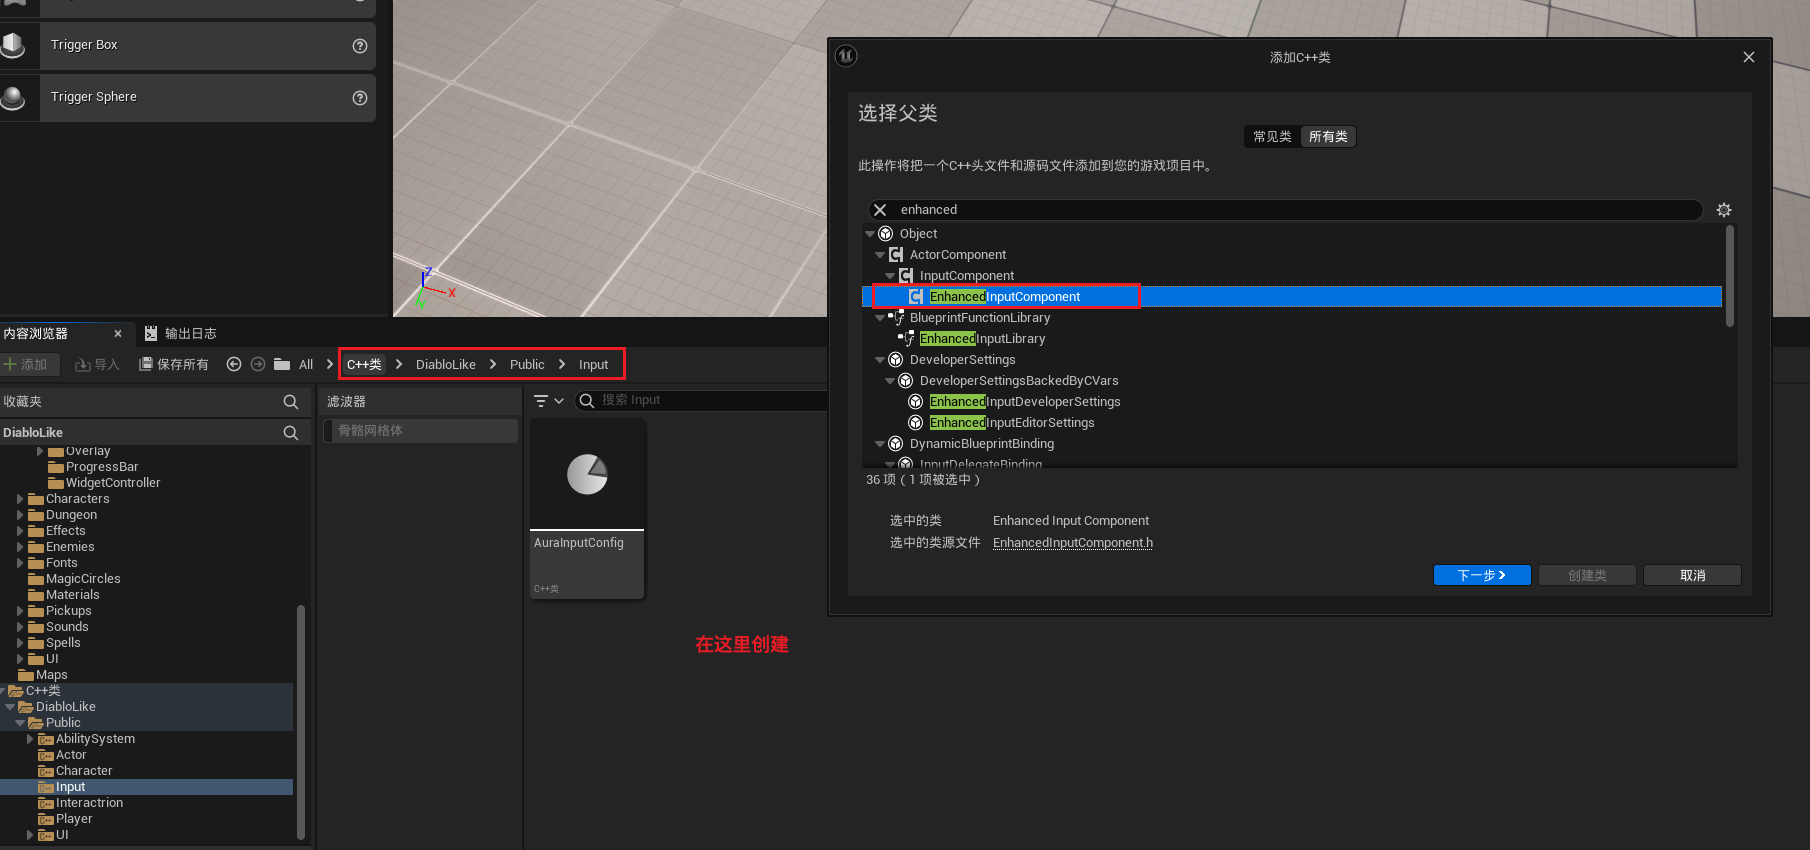 Trigger Box
Trigger Sphere
Z
X
Y
添加C++类
选择父类
常见类 所有类
此操作将把一个C++头文件和源码文件添加到您的游戏项目中。
enhanced
Object
ActorComponent
InputComponent
EnhancedInputComponent
BlueprintFunctionLibrary
EnhancedInputLibrary
DeveloperSettings
DeveloperSettingsBackedByCVars
EnhancedInputDeveloperSettings
EnhancedInputEditorSettings
DynamicBlueprintBinding
InputDelegateBinding
36 项（1 项被选中）
选中的类 Enhanced Input Component
选中的类源文件 EnhancedInputComponent.h
下一步 创建类 取消
内容浏览器 输出日志
添加 导入 保存所有 All C++类 DiabloLike Public Input
收藏夹
DiabloLike
Overlay
ProgressBar
WidgetController
Characters
Dungeon
Effects
Enemies
Fonts
MagicCircles
Materials
Pickups
Sounds
Spells
UI
Maps
C++类
DiabloLike
Public
AbilitySystem
Actor
Character
Input
Interactrion
Player
UI
滤波器
骨骼网格体
搜索 Input
AuraInputConfig
C++类
在这里创建